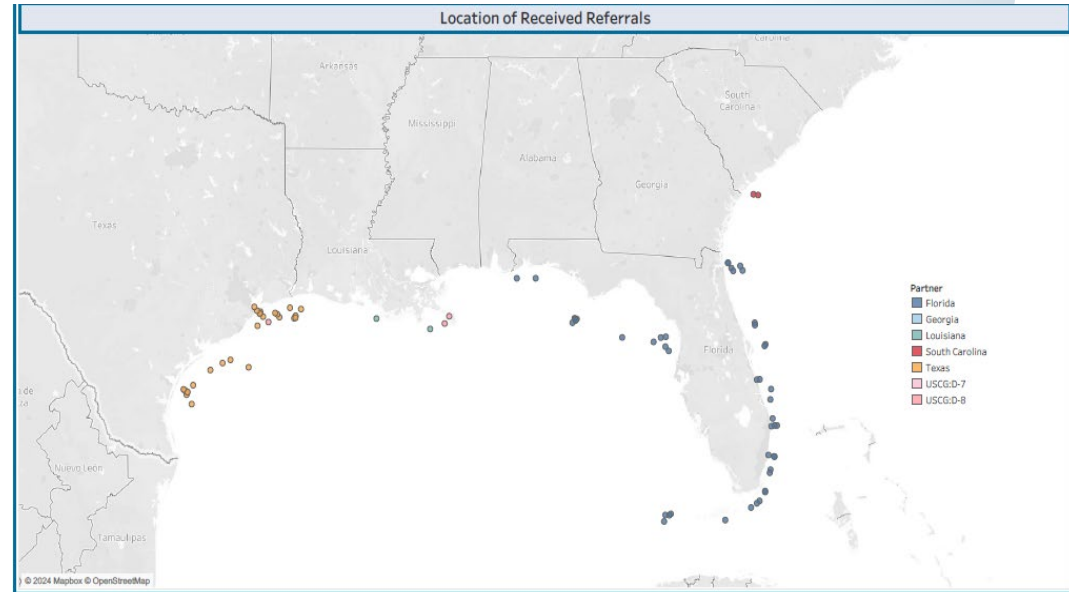 Location of Received Referrals
Carolina
Arkansas
South
Carolina
Mississippi
Alabama
Georgia
Texas
Louisiana
Florida
Nuevo León
Tamaulipas
Partner
Florida
Georgia
Louisiana
South Carolina
Texas
USCG:D-7
USCG:D-8
© 2024 Mapbox © OpenStreetMap